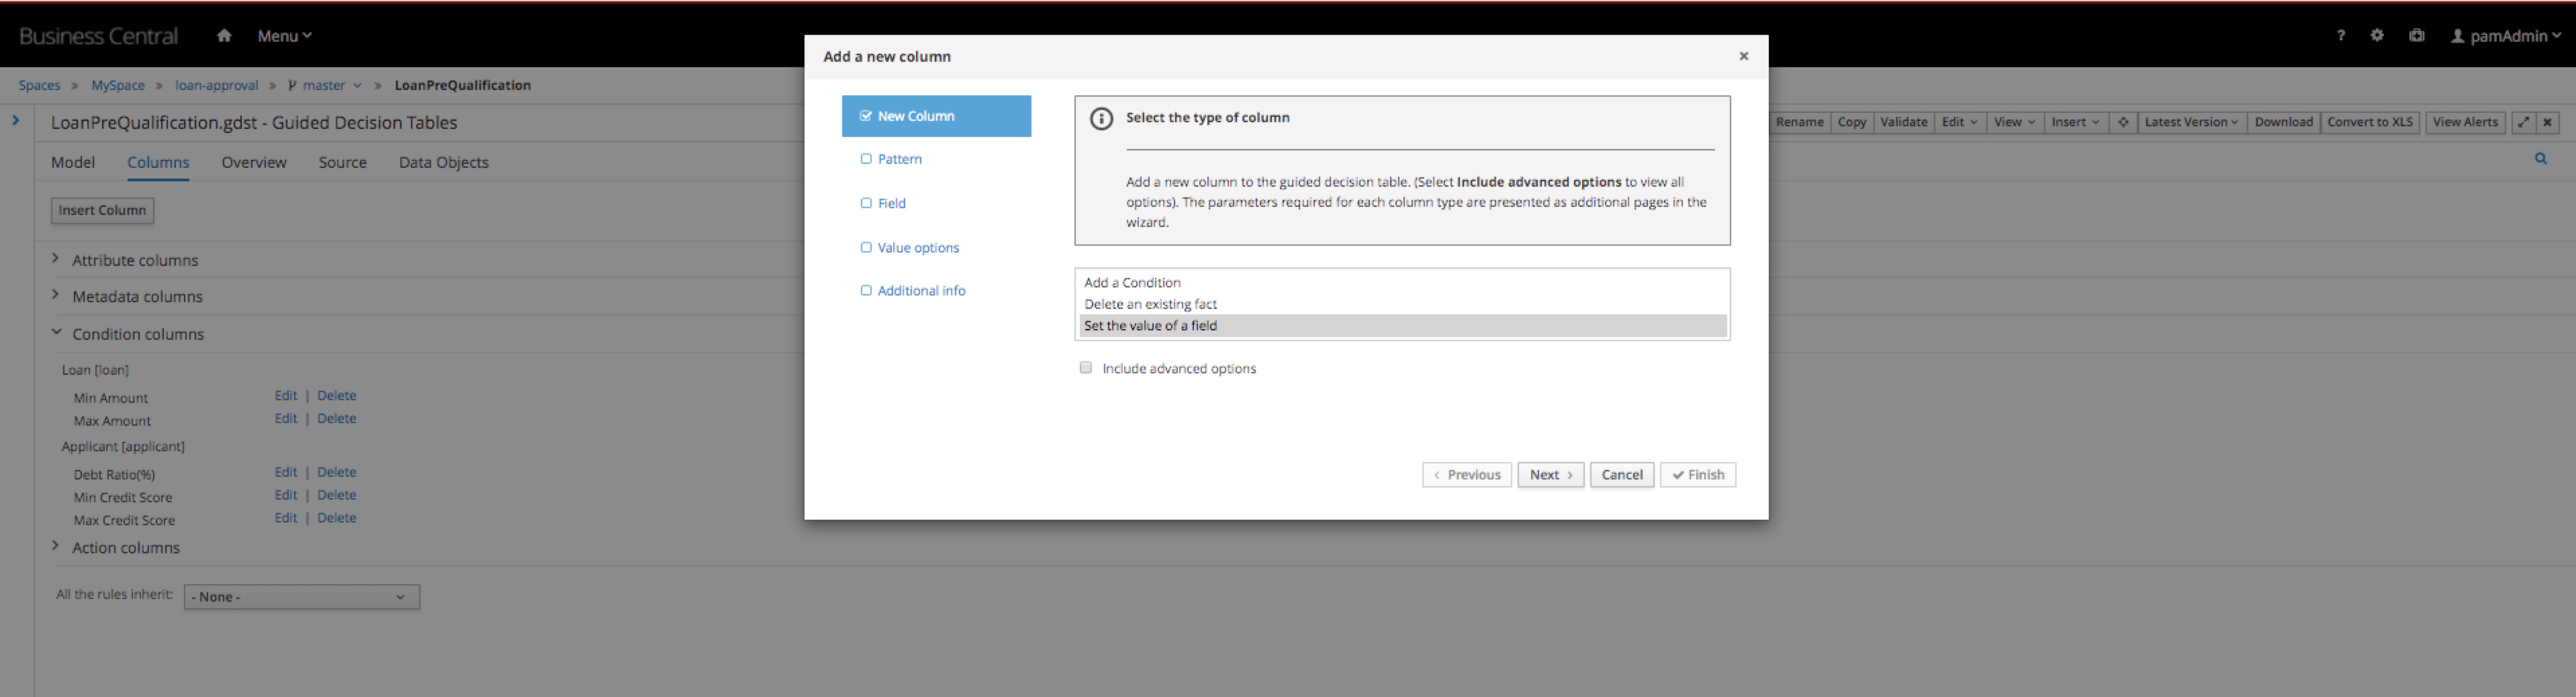 Business Central Menu
? pamAdmin
Spaces » MySpace » loan-approval » master » LoanPreQualification
LoanPreQualification.gdst - Guided Decision Tables
Rename Copy Validate Edit View Insert Latest Version Download Convert to XLS View Alerts
Model Columns Overview Source Data Objects
Insert Column
Attribute columns
Metadata columns
Condition columns
Loan [loan]
Min Amount Edit | Delete
Max Amount Edit | Delete
Applicant [applicant]
Debt Ratio(%) Edit | Delete
Min Credit Score Edit | Delete
Max Credit Score Edit | Delete
Action columns
All the rules inherit: - None -
Add a new column
New Column
Pattern
Field
Value options
Additional info
Select the type of column
Add a new column to the guided decision table. (Select Include advanced options to view all
options). The parameters required for each column type are presented as additional pages in the
wizard.
Add a Condition
Delete an existing fact
Set the value of a field
Include advanced options
< Previous Next > Cancel Finish